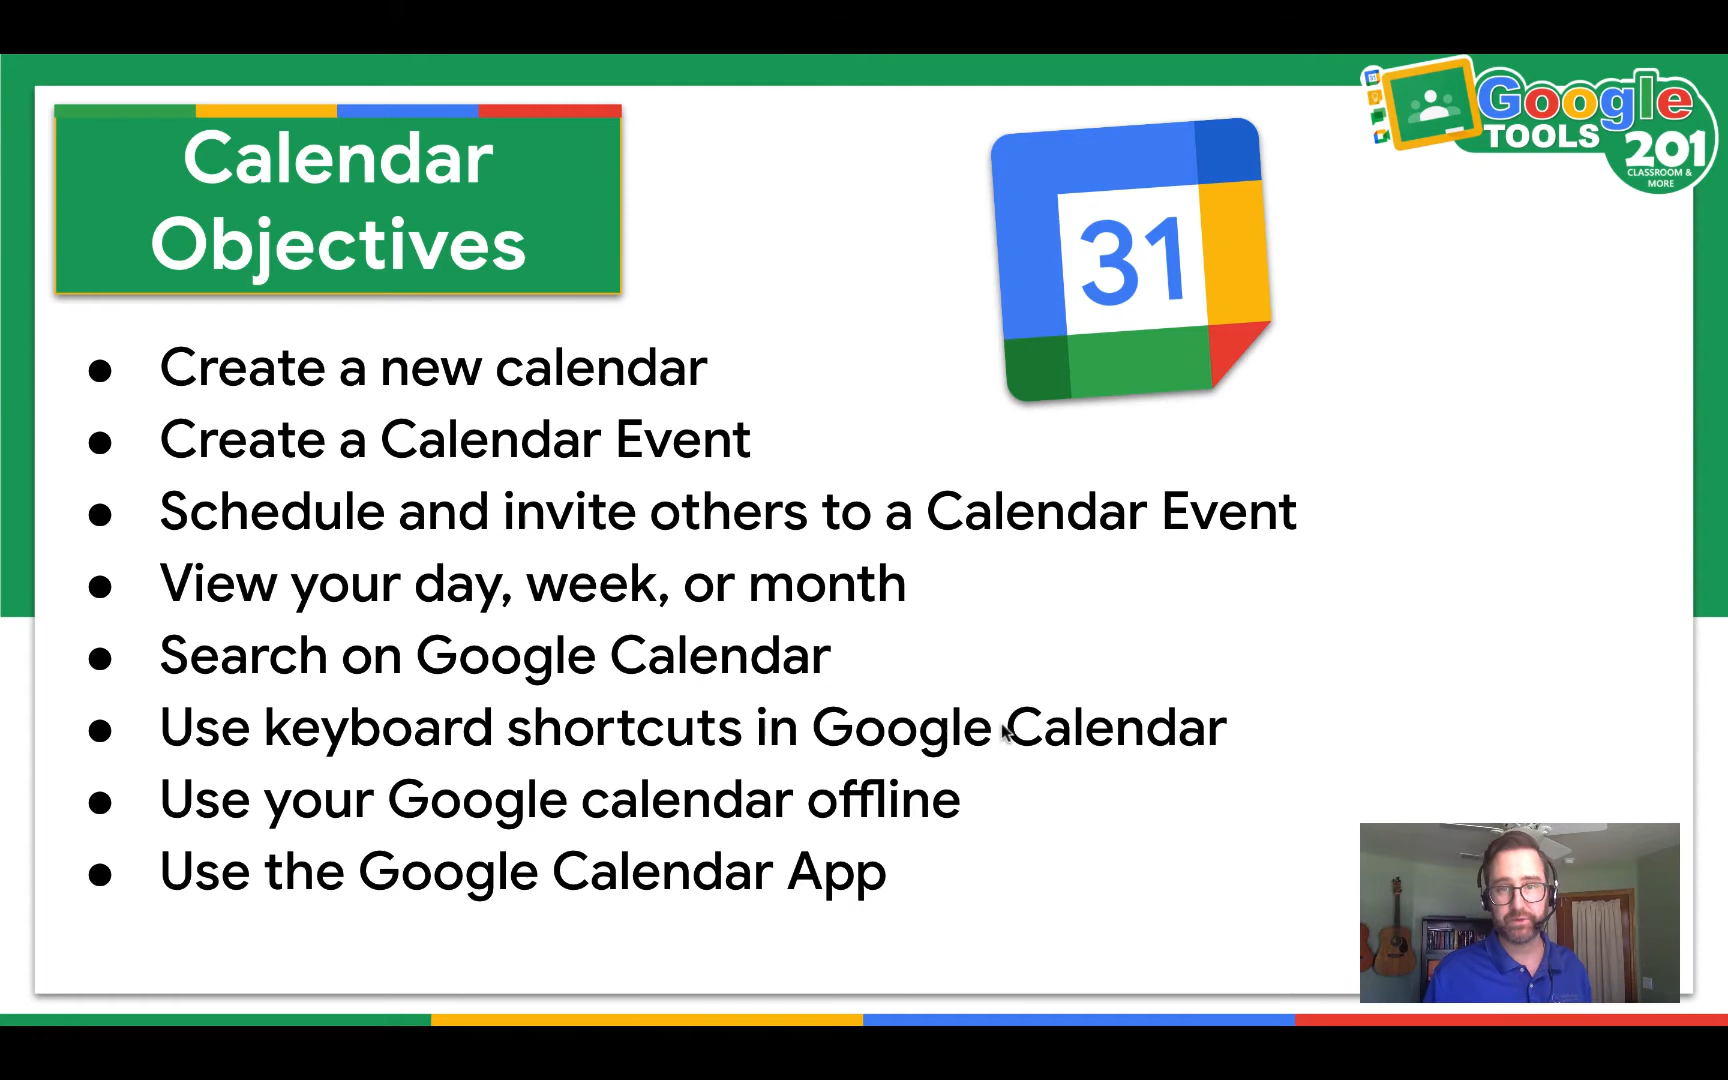 Calendar
Objectives
31
Google
TOOLS
201
CLASSROOM &
MORE
● Create a new calendar
● Create a Calendar Event
● Schedule and invite others to a Calendar Event
● View your day, week, or month
● Search on Google Calendar
● Use keyboard shortcuts in Google Calendar
● Use your Google calendar offline
● Use the Google Calendar App